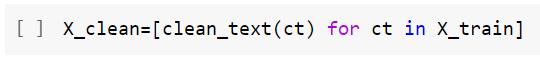 [ ] X_clean=[clean_text(ct) for ct in X_train]